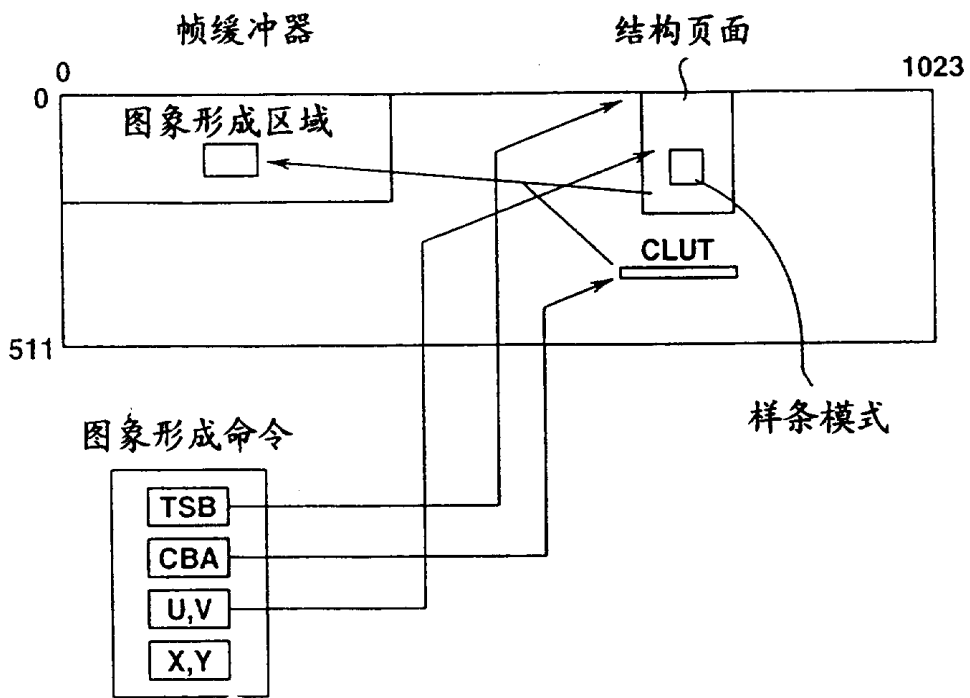 帧缓冲器
结构页面
0
1023
0
图象形成区域
CLUT
511
样条模式
图象形成命令
TSB
CBA
U,V
X,Y